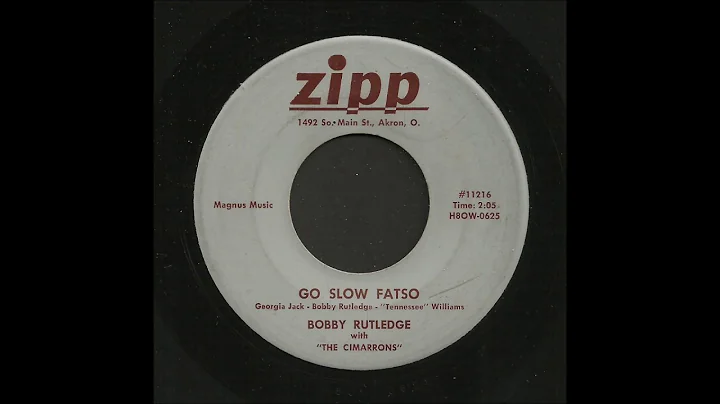 zipp
1492 So. Main St., Akron, O.
Magnus Music
#11216
Time: 2:05
H8OW-0625
GO SLOW FATSO
Georgia Jack - Bobby Rutledge - "Tennessee" Williams
BOBBY RUTLEDGE
with
"THE CIMARRONS"